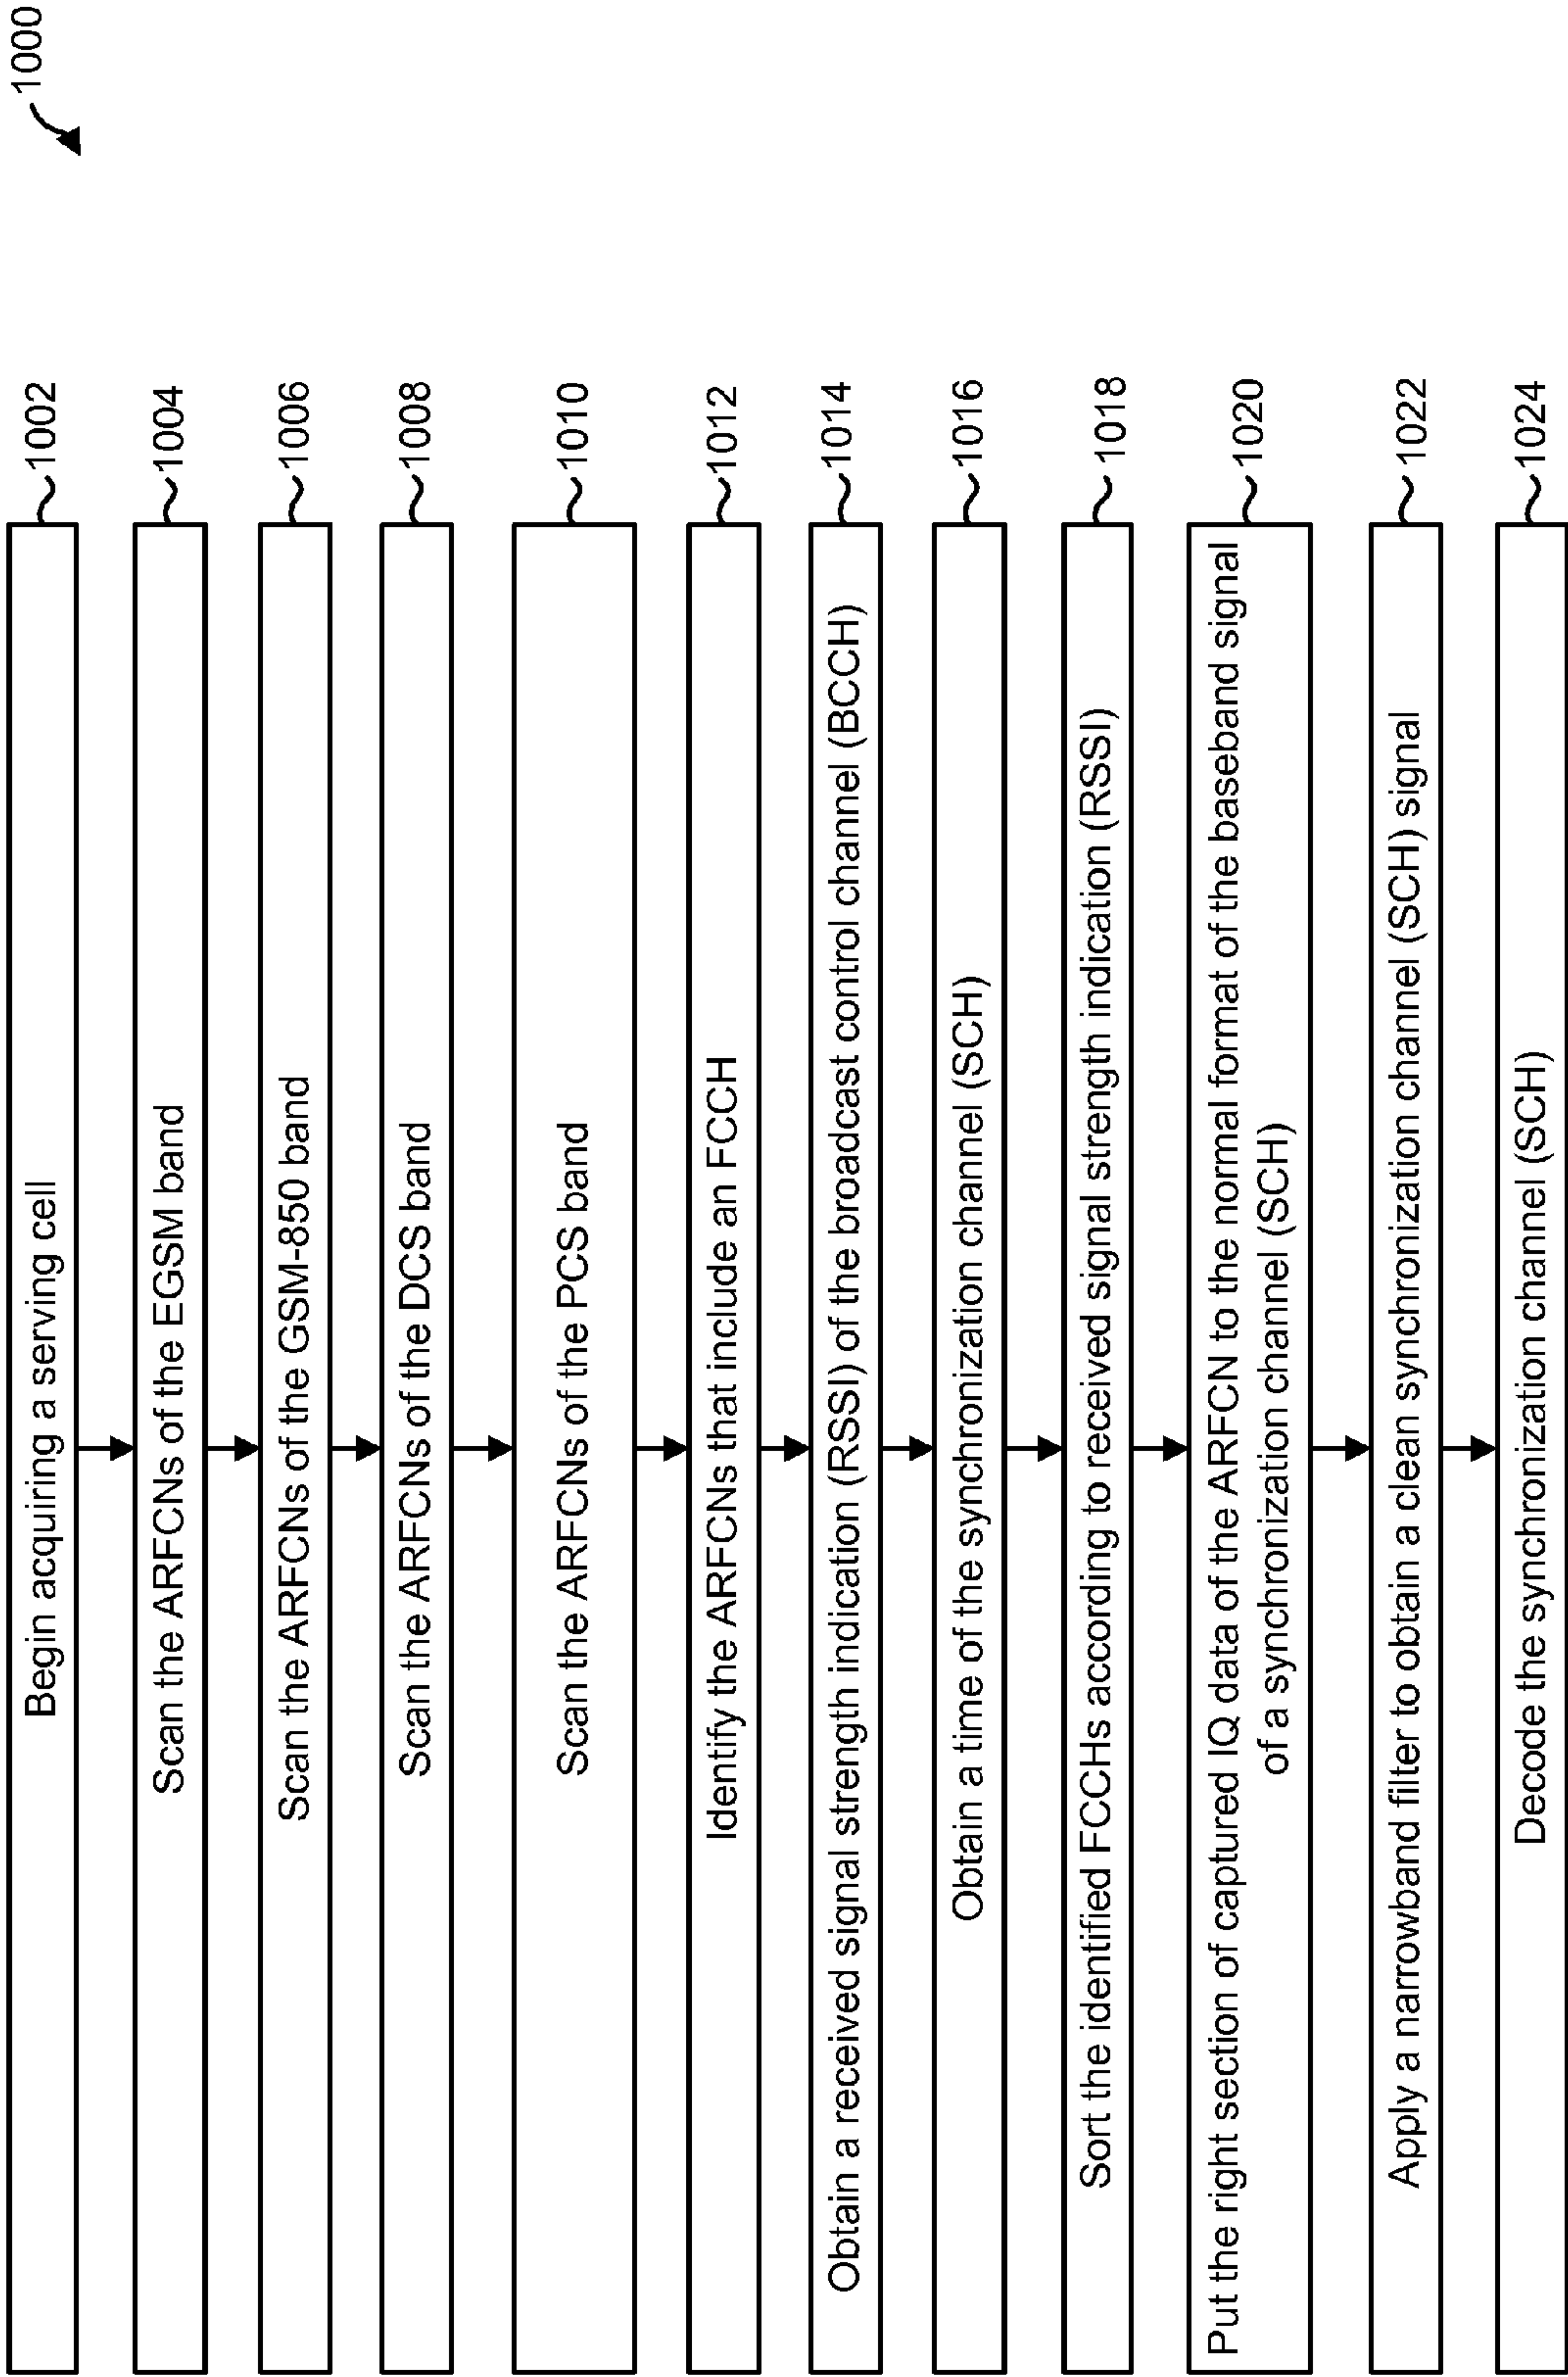 1000
Begin acquiring a serving cell
1002
Scan the ARFCNs of the EGSM band
1004
Scan the ARFCNs of the GSM-850 band
1006
Scan the ARFCNs of the DCS band
1008
Scan the ARFCNs of the PCS band
1010
Identify the ARFCNs that include an FCCH
1012
Obtain a received signal strength indication (RSSI) of the broadcast control channel (BCCH)
1014
Obtain a time of the synchronization channel (SCH)
1016
Sort the identified FCCHs according to received signal strength indication (RSSI)
1018
Put the right section of captured IQ data of the ARFCN to the normal format of the baseband signal
of a synchronization channel (SCH)
1020
Apply a narrowband filter to obtain a clean synchronization channel (SCH) signal
1022
Decode the synchronization channel (SCH)
1024